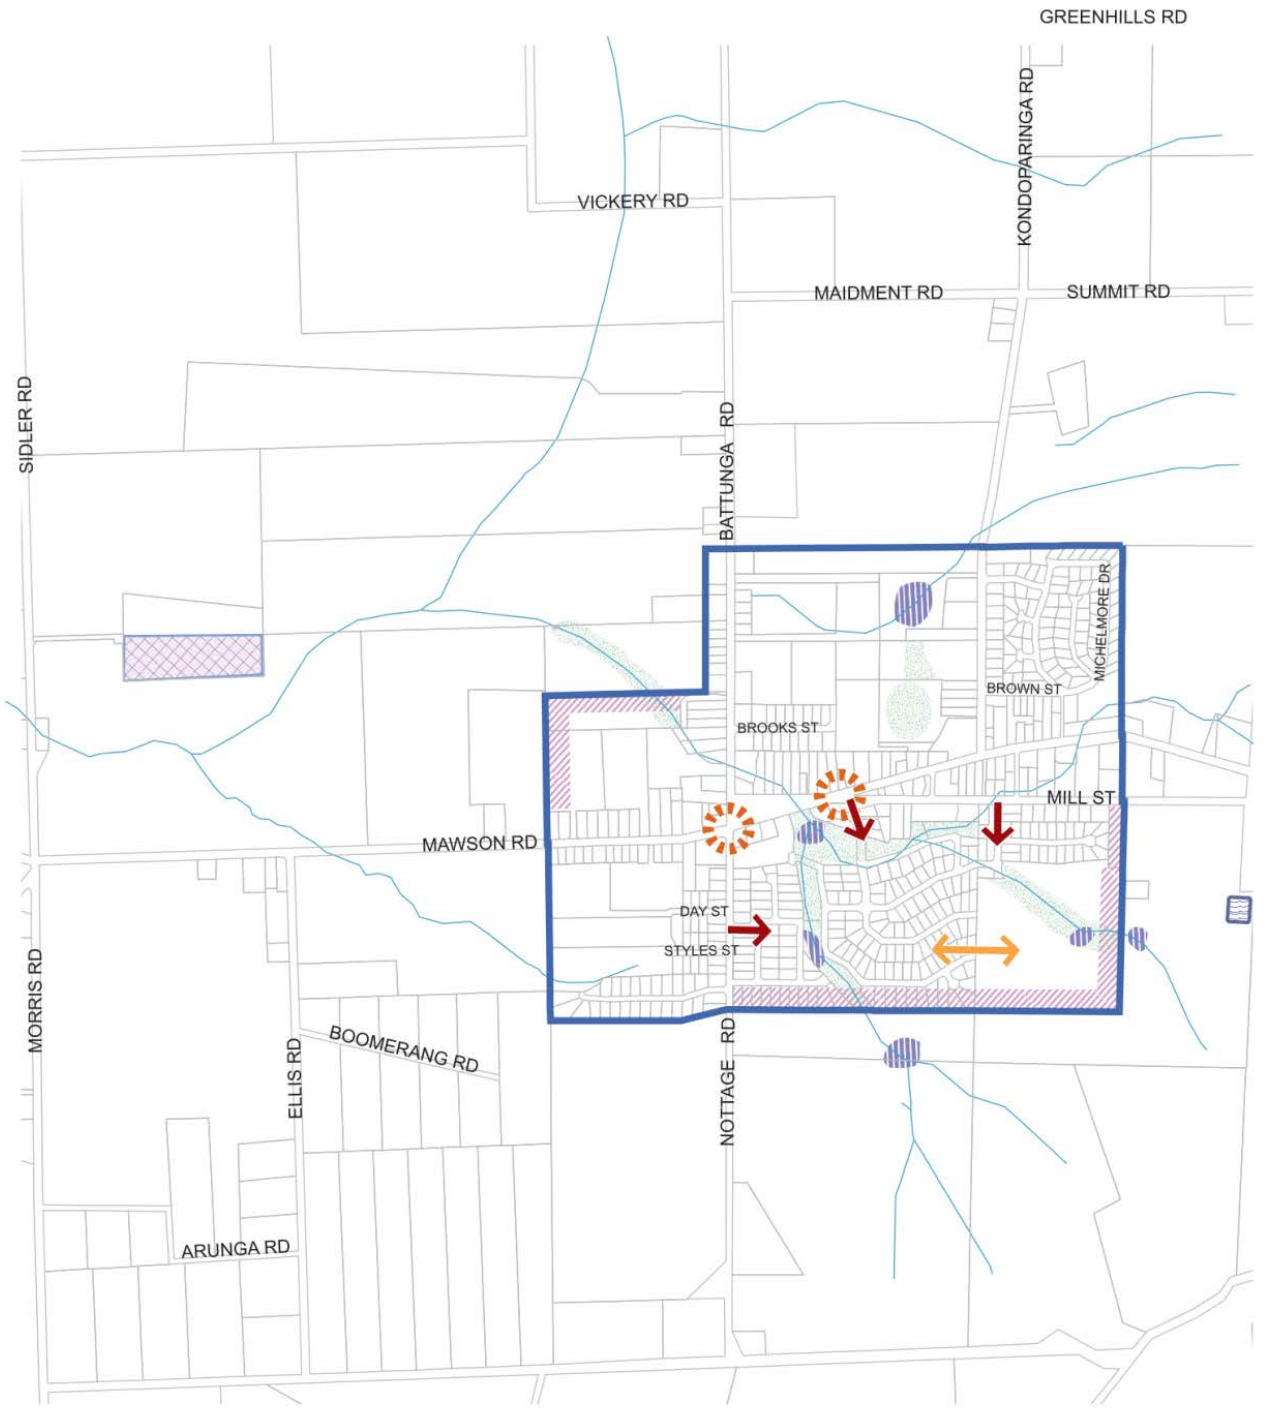 GREENHILLS RD
KONDOPARINGA RD
VICKERY RD
MAIDMENT RD
SUMMIT RD
SIDLER RD
BATTUNGA RD
MICHELMORE DR
BROWN ST
BROOKS ST
MILL ST
MAWSON RD
DAY ST
STYLES ST
MORRIS RD
BOOMERANG RD
ELLIS RD
NOTTAGE RD
ARUNGA RD